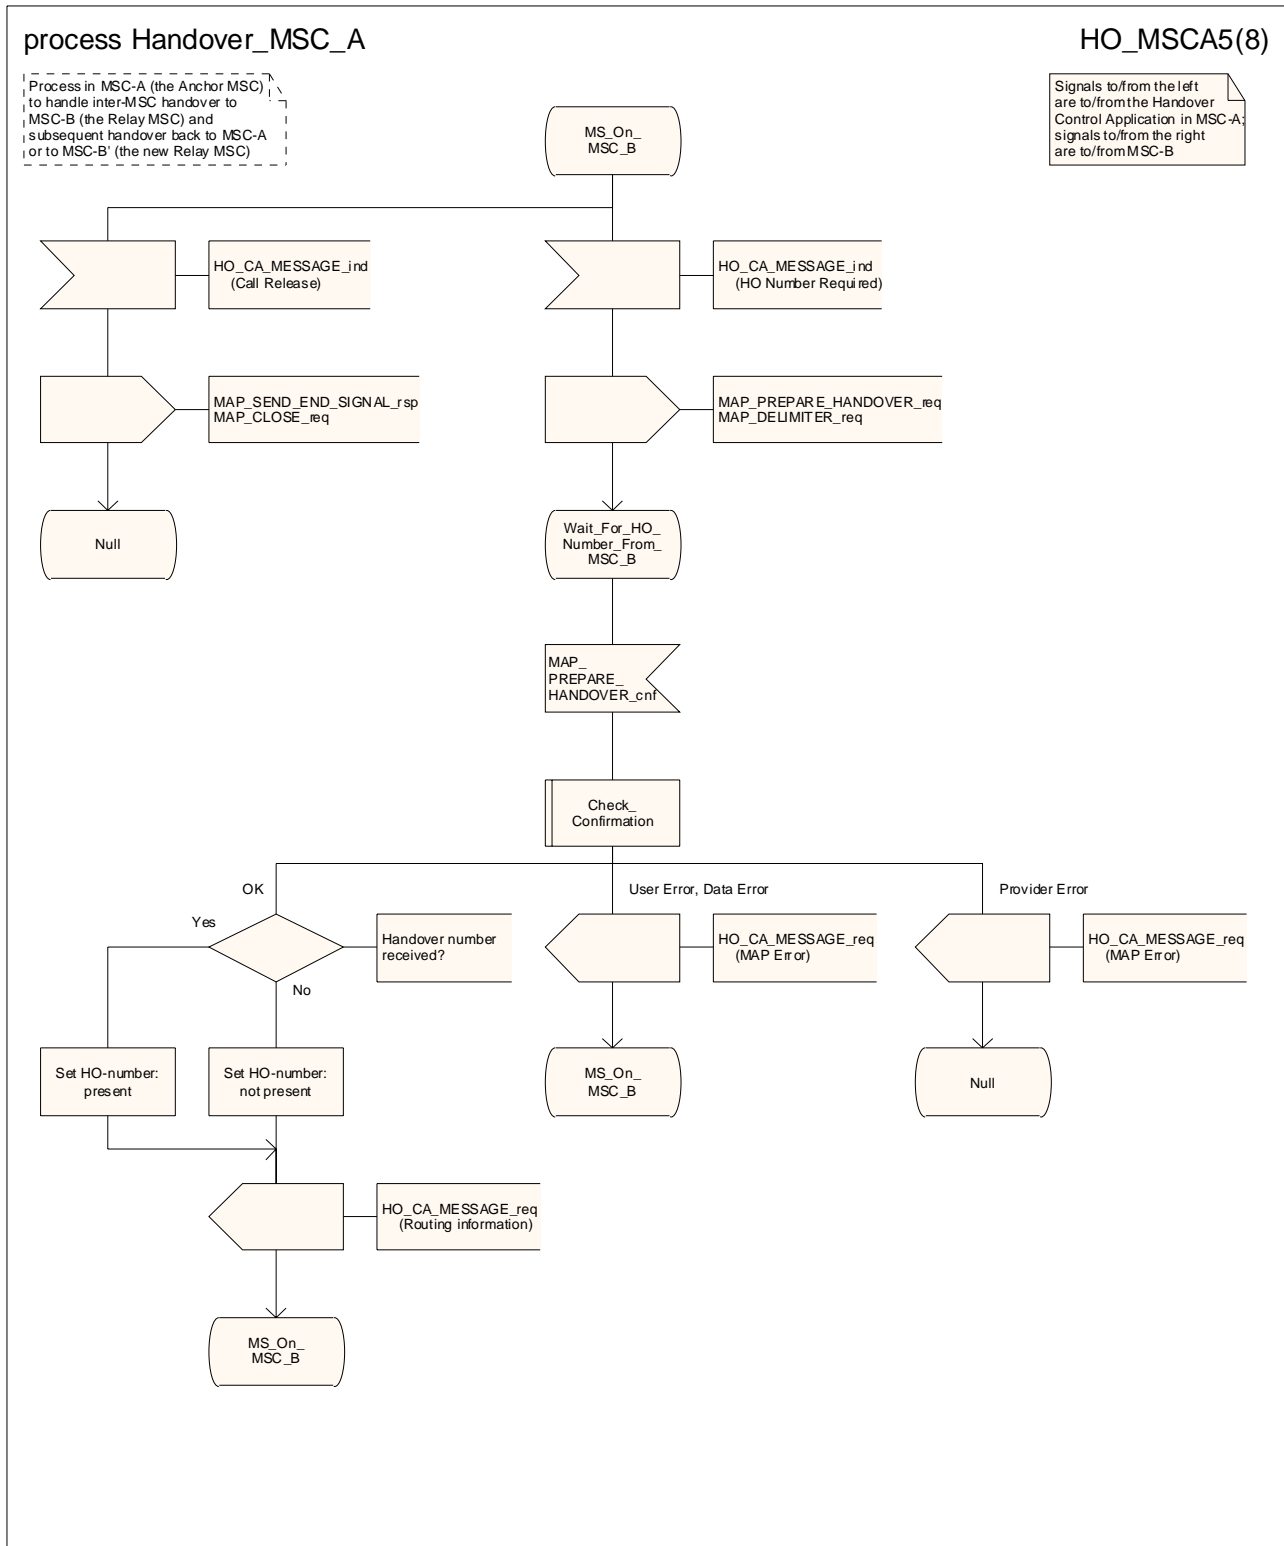 process Handover_MSC_A
HO_MSCA5(8)
Process in MSC-A (the Anchor MSC)
to handle inter-MSC handover to
MSC-B (the Relay MSC) and
subsequent handover back to MSC-A
or to MSC-B' (the new Relay MSC)
Signals to/from the left
are to/from the Handover
Control Application in MSC-A;
signals to/from the right
are to/from MSC-B
MS_On_
MSC_B
HO_CA_MESSAGE_ind
(Call Release)
HO_CA_MESSAGE_ind
(HO Number Required)
MAP_SEND_END_SIGNAL_rsp
MAP_CLOSE_req
MAP_PREPARE_HANDOVER_req
MAP_DELIMITER_req
Null
Wait_For_HO_
Number_From_
MSC_B
MAP_
PREPARE_
HANDOVER_cnf
Check_
Confirmation
OK
User Error, Data Error
Provider Error
Yes
Handover number
received?
No
HO_CA_MESSAGE_req
(MAP Error)
HO_CA_MESSAGE_req
(MAP Error)
Set HO-number:
present
Set HO-number:
not present
MS_On_
MSC_B
Null
HO_CA_MESSAGE_req
(Routing information)
MS_On_
MSC_B